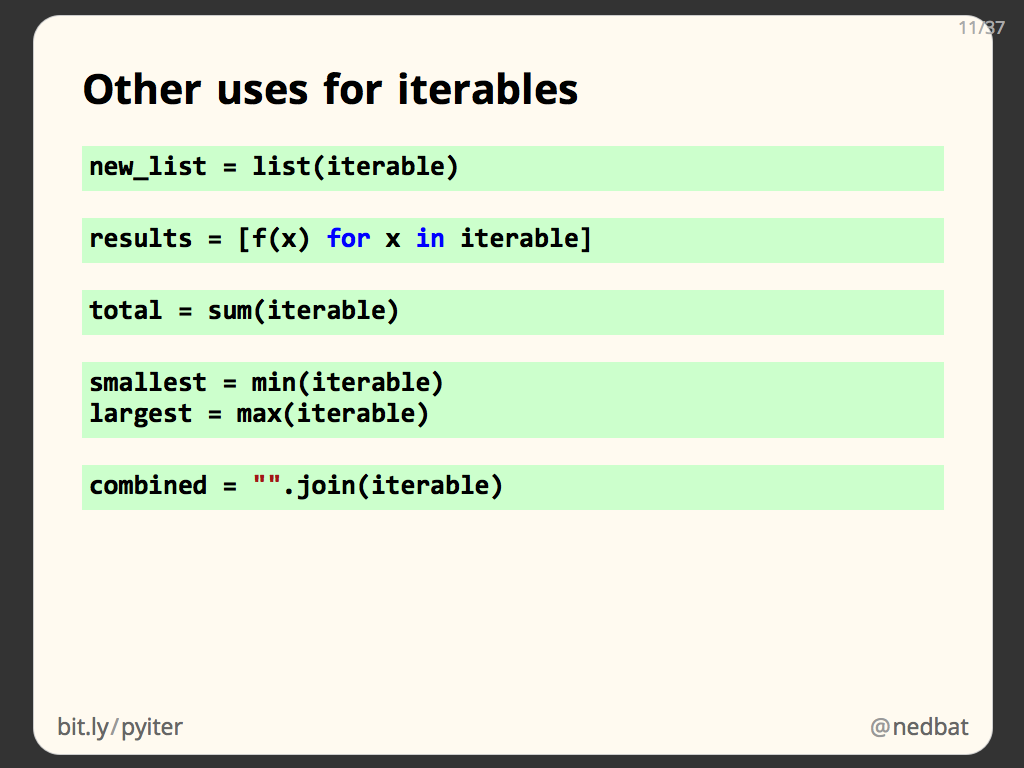 11/37
Other uses for iterables
new_list = list(iterable)
results = [f(x) for x in iterable]
total = sum(iterable)
smallest = min(iterable)
largest = max(iterable)
combined = "".join(iterable)
bit.ly/pyiter
@nedbat